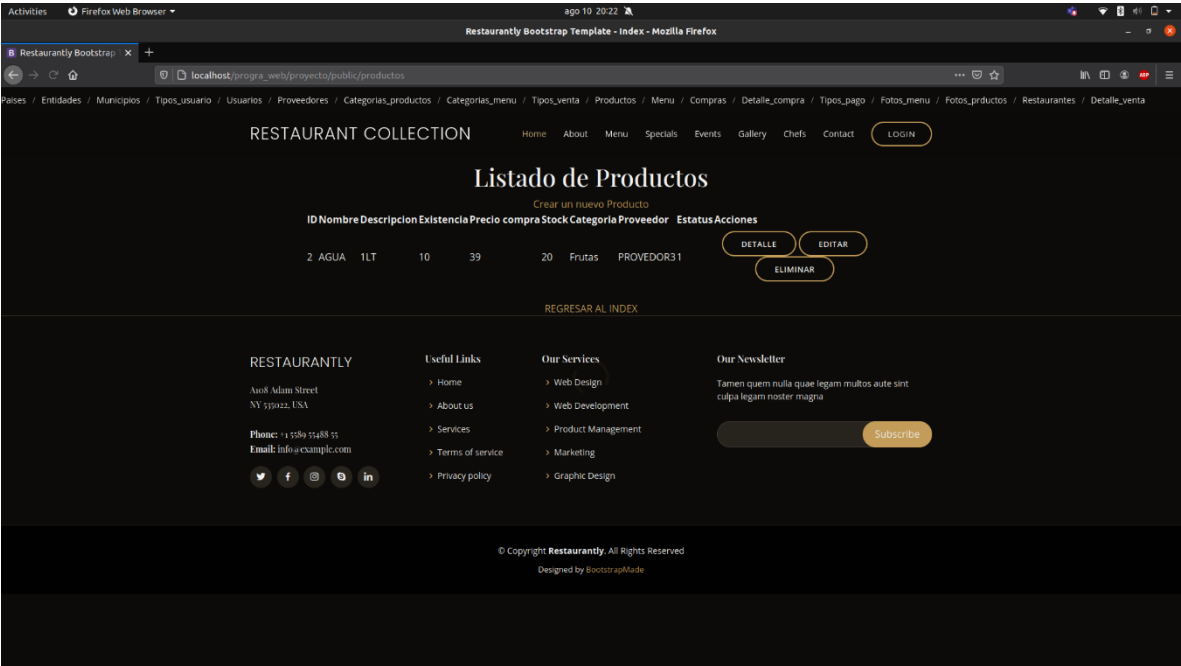 Activities Firefox Web Browser ago 10 20:22
Restaurantly Bootstrap Template - Index - Mozilla Firefox
B Restaurantly Bootstrap
localhost/progra_web/proyecto/public/productos
Paises / Entidades / Municipios / Tipos_usuario / Usuarios / Proveedores / Categorias_productos / Categorias_menu / Tipos_venta / Productos / Menu / Compras / Detalle_compra / Tipos_pago / Fotos_menu / Fotos_prductos / Restaurantes / Detalle_venta
RESTAURANT COLLECTION Home About Menu Specials Events Gallery Chefs Contact LOGIN
Listado de Productos
Crear un nuevo Producto
ID Nombre Descripcion Existencia Precio compra Stock Categoria Proveedor Estatus Acciones
2 AGUA 1LT 10 39 20 Frutas PROVEDOR3 1 DETALLE EDITAR
ELIMINAR
REGRESAR AL INDEX
RESTAURANTLY
A108 Adam Street
NY 535022, USA
Phone: +1 5589 55488 55
Email: info@example.com
Useful Links
Home
About us
Services
Terms of service
Privacy policy
Our Services
Web Design
Web Development
Product Management
Marketing
Graphic Design
Our Newsletter
Tamen quem nulla quae legam multos aute sint
culpa legam noster magna
Subscribe
© Copyright Restaurantly. All Rights Reserved
Designed by BootstrapMade